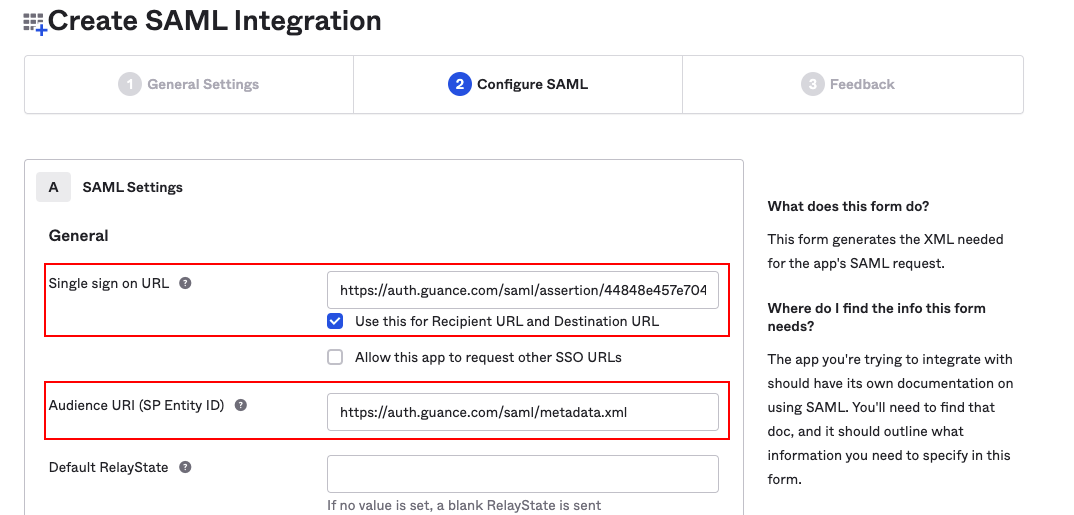 Create SAML Integration
1 General Settings
2 Configure SAML
3 Feedback
A SAML Settings
General
Single sign on URL ?
https://auth.guance.com/saml/assertion/44848e457e704
Use this for Recipient URL and Destination URL
Allow this app to request other SSO URLs
Audience URI (SP Entity ID) ?
https://auth.guance.com/saml/metadata.xml
Default RelayState ?
If no value is set, a blank RelayState is sent
What does this form do?
This form generates the XML needed
for the app's SAML request.
Where do I find the info this form
needs?
The app you're trying to integrate with
should have its own documentation on
using SAML. You'll need to find that
doc, and it should outline what
information you need to specify in this
form.